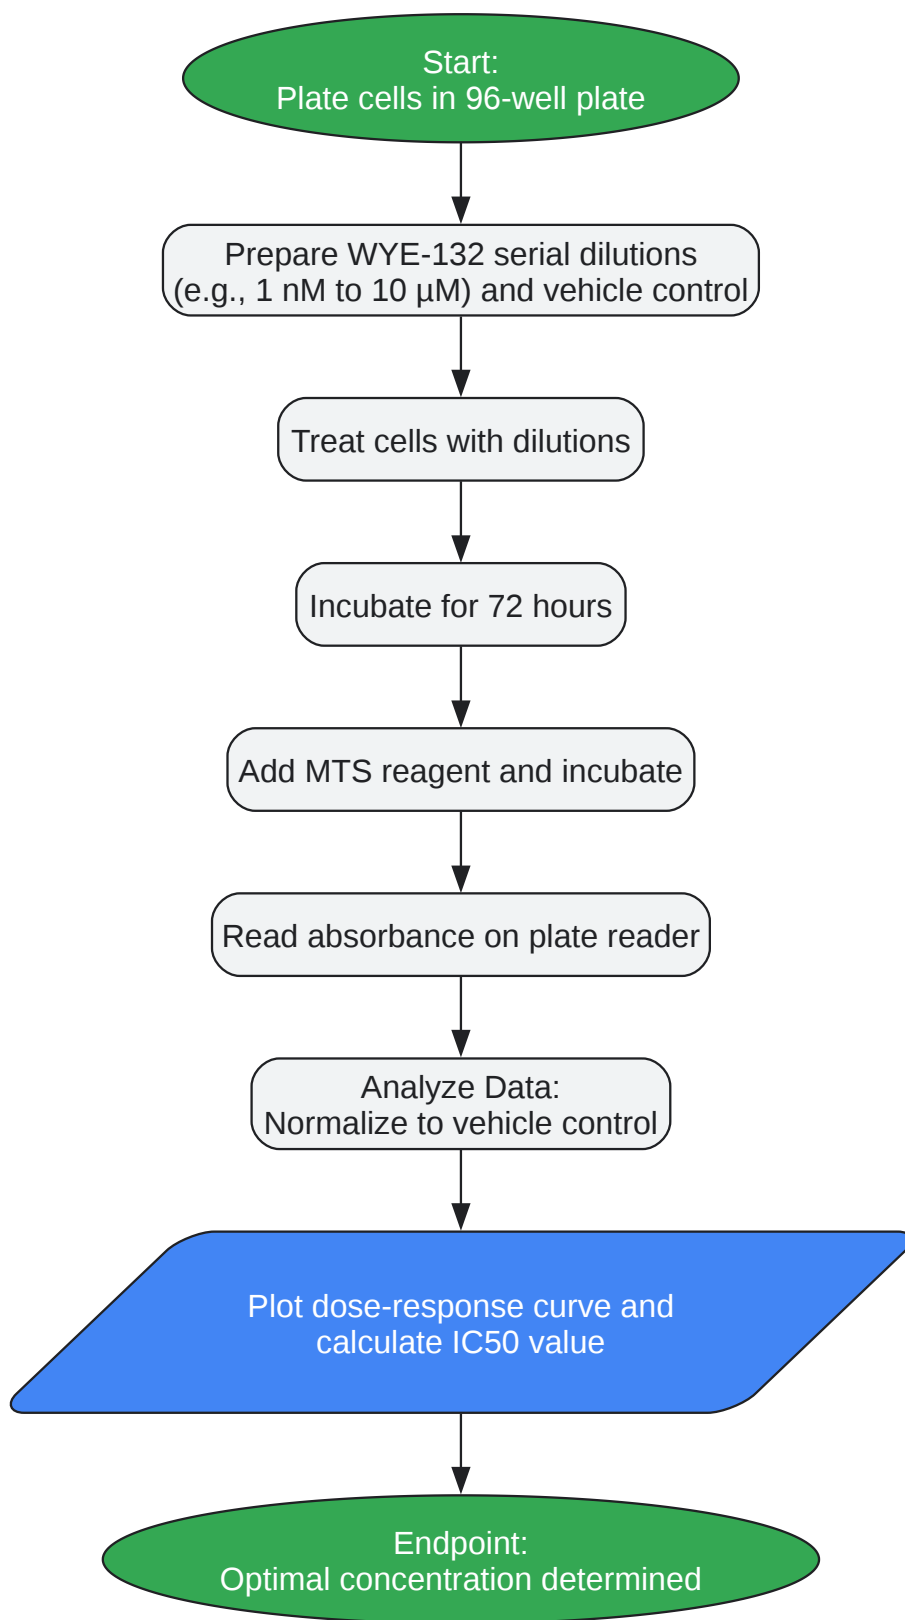 Start:
Plate cells in 96-well plate
Prepare WYE-132 serial dilutions
(e.g., 1 nM to 10 µM) and vehicle control
Treat cells with dilutions
Incubate for 72 hours
Add MTS reagent and incubate
Read absorbance on plate reader
Analyze Data:
Normalize to vehicle control
Plot dose-response curve and
calculate IC50 value
Endpoint:
Optimal concentration determined